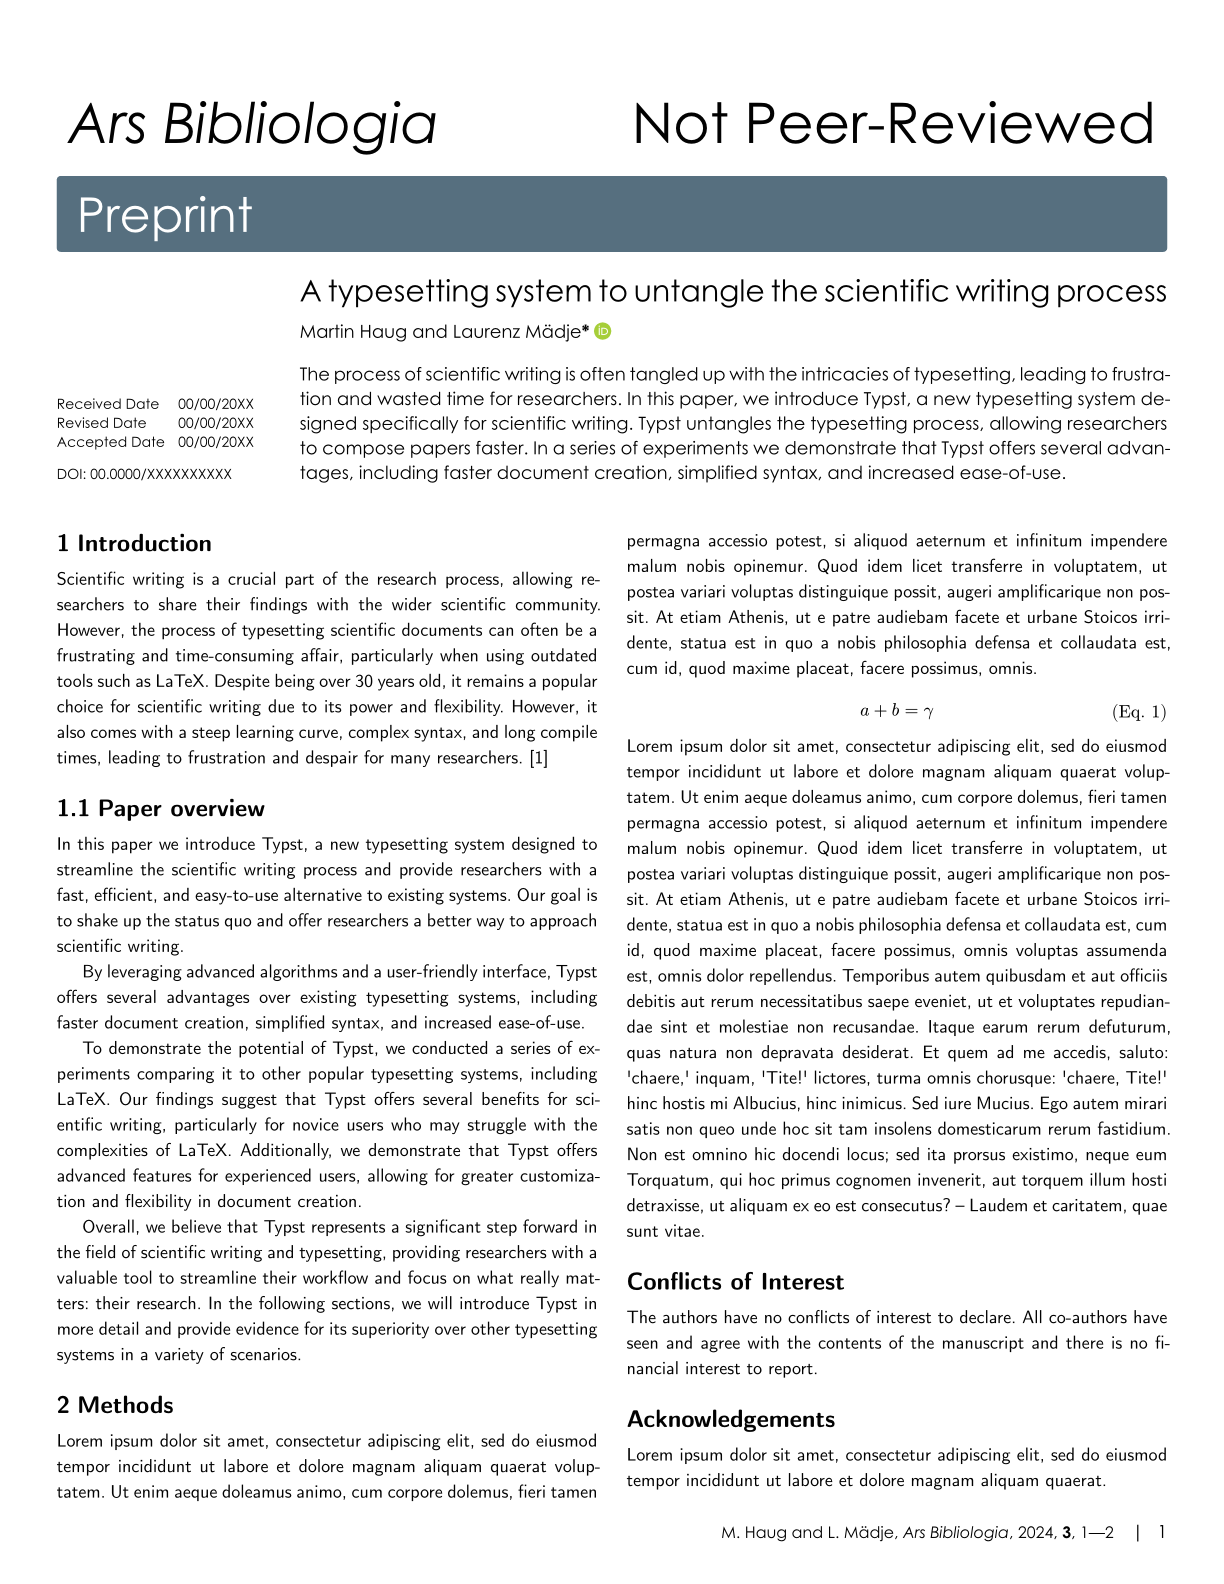 Ars Bibliologia
Not Peer-Reviewed
Preprint
A typesetting system to untangle the scientific writing process
Martin Haug and Laurenz Mädje*
Received Date 00/00/20XX
Revised Date 00/00/20XX
Accepted Date 00/00/20XX
DOI: 00.0000/XXXXXXXXXX
The process of scientific writing is often tangled up with the intricacies of typesetting, leading to frustra-
tion and wasted time for researchers. In this paper, we introduce Typst, a new typesetting system de-
signed specifically for scientific writing. Typst untangles the typesetting process, allowing researchers
to compose papers faster. In a series of experiments we demonstrate that Typst offers several advan-
tages, including faster document creation, simplified syntax, and increased ease-of-use.
1 Introduction
Scientific writing is a crucial part of the research process, allowing re-
searchers to share their findings with the wider scientific community.
However, the process of typesetting scientific documents can often be a
frustrating and time-consuming affair, particularly when using outdated
tools such as LaTeX. Despite being over 30 years old, it remains a popular
choice for scientific writing due to its power and flexibility. However, it
also comes with a steep learning curve, complex syntax, and long compile
times, leading to frustration and despair for many researchers. [1]
1.1 Paper overview
In this paper we introduce Typst, a new typesetting system designed to
streamline the scientific writing process and provide researchers with a
fast, efficient, and easy-to-use alternative to existing systems. Our goal is
to shake up the status quo and offer researchers a better way to approach
scientific writing.
By leveraging advanced algorithms and a user-friendly interface, Typst
offers several advantages over existing typesetting systems, including
faster document creation, simplified syntax, and increased ease-of-use.
To demonstrate the potential of Typst, we conducted a series of ex-
periments comparing it to other popular typesetting systems, including
LaTeX. Our findings suggest that Typst offers several benefits for sci-
entific writing, particularly for novice users who may struggle with the
complexities of LaTeX. Additionally, we demonstrate that Typst offers
advanced features for experienced users, allowing for greater customiza-
tion and flexibility in document creation.
Overall, we believe that Typst represents a significant step forward in
the field of scientific writing and typesetting, providing researchers with a
valuable tool to streamline their workflow and focus on what really mat-
ters: their research. In the following sections, we will introduce Typst in
more detail and provide evidence for its superiority over other typesetting
systems in a variety of scenarios.
2 Methods
Lorem ipsum dolor sit amet, consectetur adipiscing elit, sed do eiusmod
tempor incididunt ut labore et dolore magnam aliquam quaerat volup-
tatem. Ut enim aeque doleamus animo, cum corpore dolemus, fieri tamen
permagna accessio potest, si aliquod aeternum et infinitum impendere
malum nobis opinemur. Quod idem licet transferre in voluptatem, ut
postea variari voluptas distinguique possit, augeri amplificarique non pos-
sit. At etiam Athenis, ut e patre audiebam facete et urbane Stoicos irri-
dente, statua est in quo a nobis philosophia defensa et collaudata est,
cum id, quod maxime placeat, facere possimus, omnis.
a + b = γ (Eq. 1)
Lorem ipsum dolor sit amet, consectetur adipiscing elit, sed do eiusmod
tempor incididunt ut labore et dolore magnam aliquam quaerat volup-
tatem. Ut enim aeque doleamus animo, cum corpore dolemus, fieri tamen
permagna accessio potest, si aliquod aeternum et infinitum impendere
malum nobis opinemur. Quod idem licet transferre in voluptatem, ut
postea variari voluptas distinguique possit, augeri amplificarique non pos-
sit. At etiam Athenis, ut e patre audiebam facete et urbane Stoicos irri-
dente, statua est in quo a nobis philosophia defensa et collaudata est, cum
id, quod maxime placeat, facere possimus, omnis voluptas assumenda
est, omnis dolor repellendus. Temporibus autem quibusdam et aut officiis
debitis aut rerum necessitatibus saepe eveniet, ut et voluptates repudian-
dae sint et molestiae non recusandae. Itaque earum rerum defuturum,
quas natura non depravata desiderat. Et quem ad me accedis, saluto:
'chaere,' inquam, 'Tite!' lictores, turma omnis chorusque: 'chaere, Tite!'
hinc hostis mi Albucius, hinc inimicus. Sed iure Mucius. Ego autem mirari
satis non queo unde hoc sit tam insolens domesticarum rerum fastidium.
Non est omnino hic docendi locus; sed ita prorsus existimo, neque eum
Torquatum, qui hoc primus cognomen invenerit, aut torquem illum hosti
detraxisse, ut aliquam ex eo est consecutus? – Laudem et caritatem, quae
sunt vitae.
Conflicts of Interest
The authors have no conflicts of interest to declare. All co-authors have
seen and agree with the contents of the manuscript and there is no fi-
nancial interest to report.
Acknowledgements
Lorem ipsum dolor sit amet, consectetur adipiscing elit, sed do eiusmod
tempor incididunt ut labore et dolore magnam aliquam quaerat.
M. Haug and L. Mädje, Ars Bibliologia, 2024, 3, 1—2 | 1